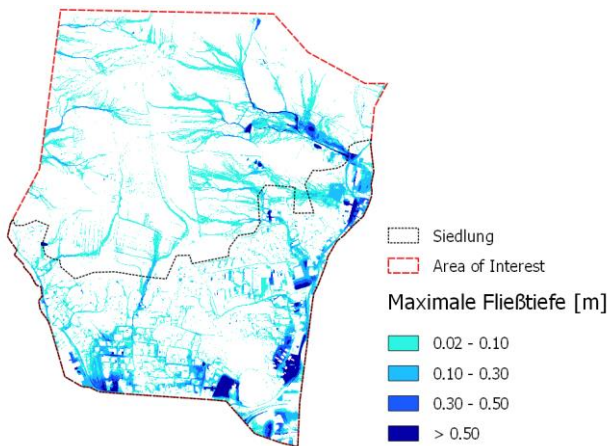 Siedlung
Area of Interest
Maximale Fließtiefe [m]
0.02 - 0.10
0.10 - 0.30
0.30 - 0.50
> 0.50